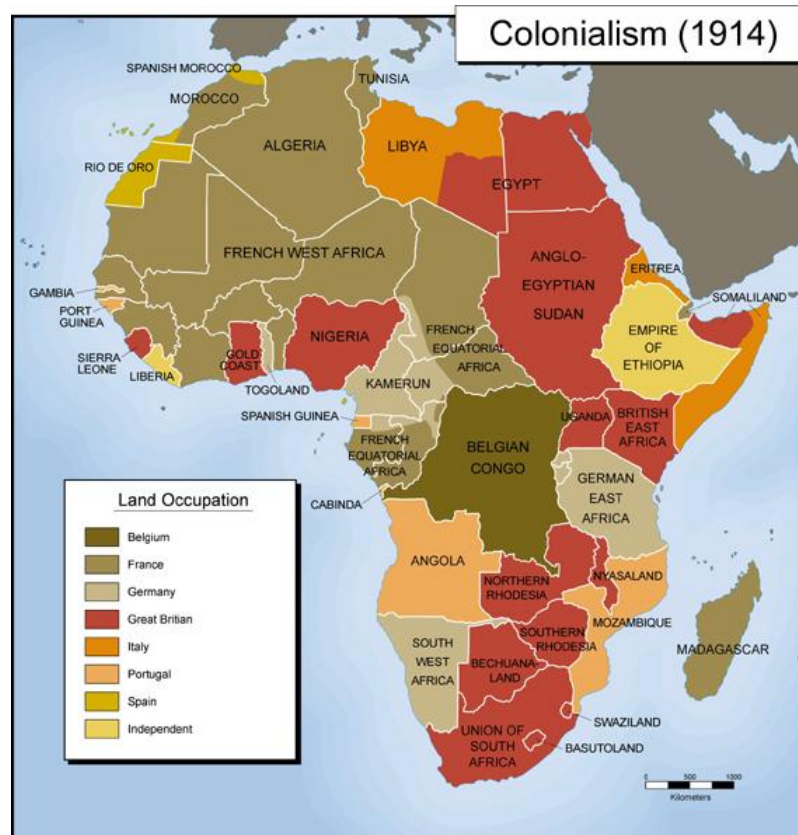 Colonialism (1914)
SPANISH MOROCCO
TUNISIA
MOROCCO
ALGERIA
LIBYA
RIO DE ORO
EGYPT
FRENCH WEST AFRICA
ANGLO-
EGYPTIAN
SUDAN
ERITREA
GAMBIA
PORT
GUINEA
SOMALILAND
NIGERIA
FRENCH
EQUATORIAL
AFRICA
EMPIRE
OF
ETHIOPIA
SIERRA
LEONE
GOLD
COAST
LIBERIA
TOGOLAND
KAMERUN
SPANISH GUINEA
UGANDA
BRITISH
EAST
AFRICA
FRENCH
EQUATORIAL
AFRICA
BELGIAN
CONGO
GERMAN
EAST
AFRICA
CABINDA
Land Occupation
Belgium
France
Germany
Great Britian
Italy
Portugal
Spain
Independent
ANGOLA
NORTHERN
RHODESIA
NYASALAND
MOZAMBIQUE
SOUTHERN
RHODESIA
MADAGASCAR
SOUTH
WEST
AFRICA
BECHUANA-
LAND
SWAZILAND
UNION OF
SOUTH
AFRICA
BASUTOLAND
0 500 1000
Kilometers